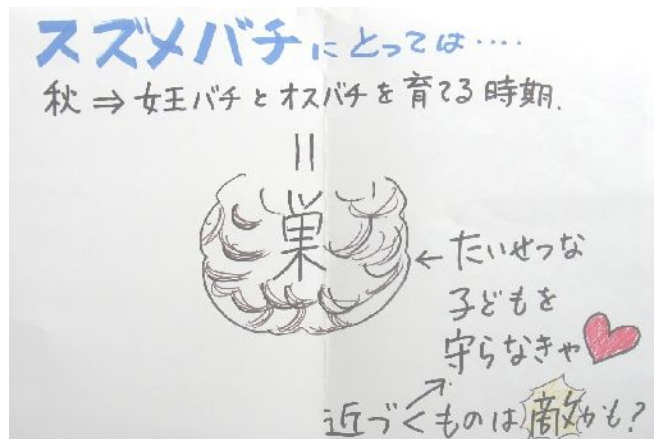 スズメバチにとっては‥‥
秋⇒女王バチとオスバチを育てる時期.
巣
←たいせつな
子どもを
守らなきゃ
近づくものは敵かも?